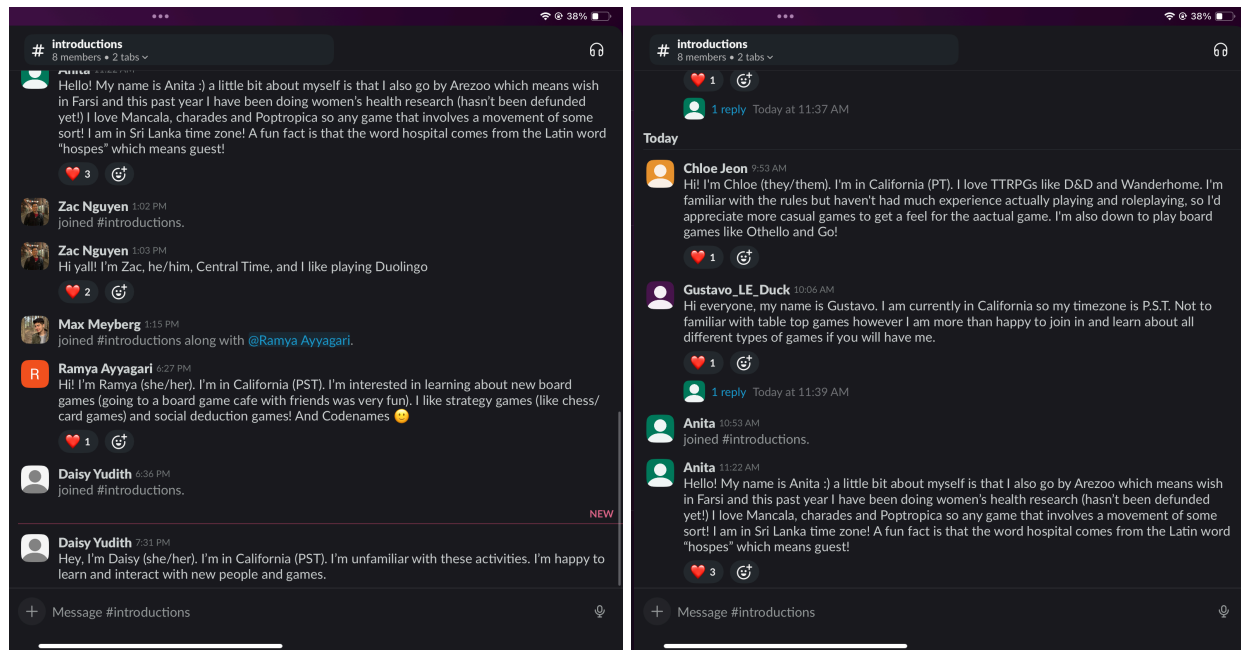 38%
# introductions
8 members • 2 tabs
Anita 11:22 AM
Hello! My name is Anita :) a little bit about myself is that I also go by Arezoo which means wish
in Farsi and this past year I have been doing women's health research (hasn't been defunded
yet!) I love Mancala, charades and Poptropica so any game that involves a movement of some
sort! I am in Sri Lanka time zone! A fun fact is that the word hospital comes from the Latin word
“hospes” which means guest!
3
Zac Nguyen 1:02 PM
joined #introductions.
Zac Nguyen 1:03 PM
Hi yall! I'm Zac, he/him, Central Time, and I like playing Duolingo
2
Max Meyberg 1:15 PM
joined #introductions along with @Ramya Ayyagari.
R
Ramya Ayyagari 6:27 PM
Hi! I'm Ramya (she/her). I'm in California (PST). I'm interested in learning about new board
games (going to a board game cafe with friends was very fun). I like strategy games (like chess/
card games) and social deduction games! And Codenames 🙂
1
Daisy Yudith 6:36 PM
joined #introductions.
NEW
Daisy Yudith 7:31 PM
Hey, I'm Daisy (she/her). I'm in California (PST). I'm unfamiliar with these activities. I'm happy to
learn and interact with new people and games.
Message #introductions
38%
# introductions
8 members • 2 tabs
1
1 reply Today at 11:37 AM
Today
Chloe Jeon 9:53 AM
Hi! I'm Chloe (they/them). I'm in California (PT). I love TTRPGs like D&D and Wanderhome. I'm
familiar with the rules but haven't had much experience actually playing and roleplaying, so I'd
appreciate more casual games to get a feel for the aactual game. I'm also down to play board
games like Othello and Go!
1
Gustavo_LE_Duck 10:06 AM
Hi everyone, my name is Gustavo. I am currently in California so my timezone is P.S.T. Not to
familiar with table top games however I am more than happy to join in and learn about all
different types of games if you will have me.
1
1 reply Today at 11:39 AM
Anita 10:53 AM
joined #introductions.
Anita 11:22 AM
Hello! My name is Anita :) a little bit about myself is that I also go by Arezoo which means wish
in Farsi and this past year I have been doing women's health research (hasn't been defunded
yet!) I love Mancala, charades and Poptropica so any game that involves a movement of some
sort! I am in Sri Lanka time zone! A fun fact is that the word hospital comes from the Latin word
“hospes” which means guest!
3
Message #introductions